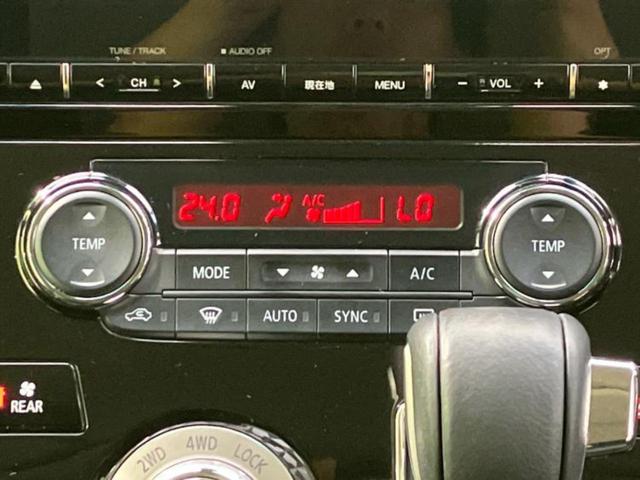 TUNE / TRACK
AUDIO OFF
OPT
< CH >
AV
現在地
MENU
- VOL +
24.0
A/C
LO
TEMP
TEMP
MODE
A/C
AUTO
SYNC
REAR
2WD 4WD LOCK